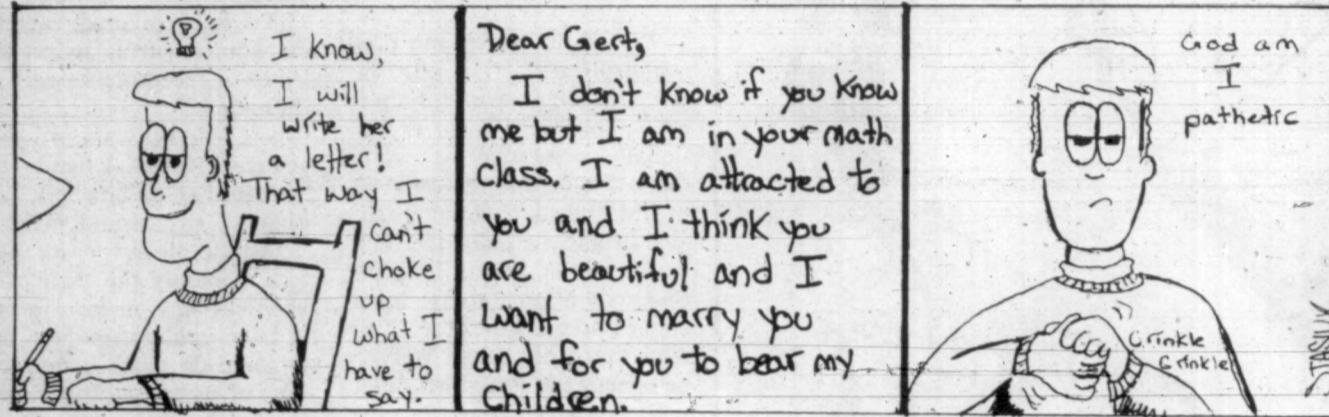 I know,
I will
write her
a letter!
That way I
can't
choke
up
what I
have to
say.
Dear Gert,
I don't know if you know
me but I am in your math
class. I am attracted to
you and I think you
are beautiful and I
want to marry you
and for you to bear my
Children.
God am
I
pathetic
Crinkle
Crinkle
STASIUK